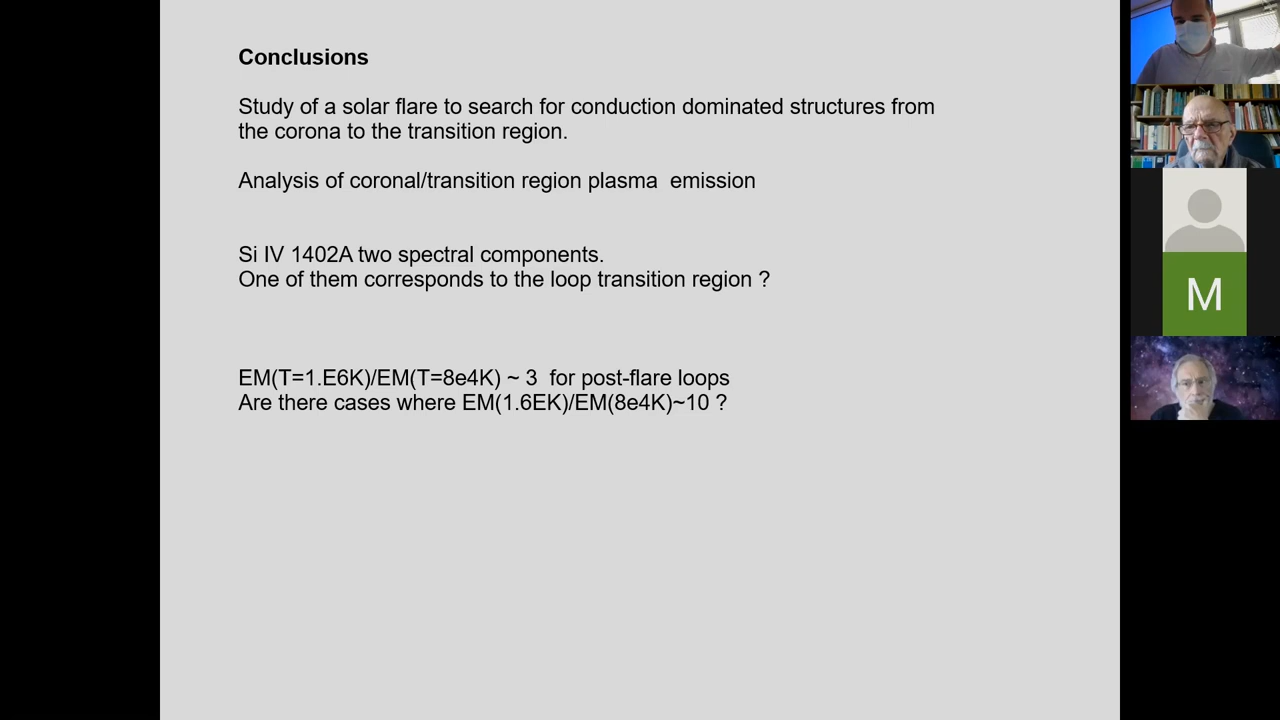 Conclusions
Study of a solar flare to search for conduction dominated structures from
the corona to the transition region.
Analysis of coronal/transition region plasma  emission
Si IV 1402A two spectral components.
One of them corresponds to the loop transition region ?
EM(T=1.E6K)/EM(T=8e4K) ~ 3  for post-flare loops
Are there cases where EM(1.6EK)/EM(8e4K)~10 ?
M